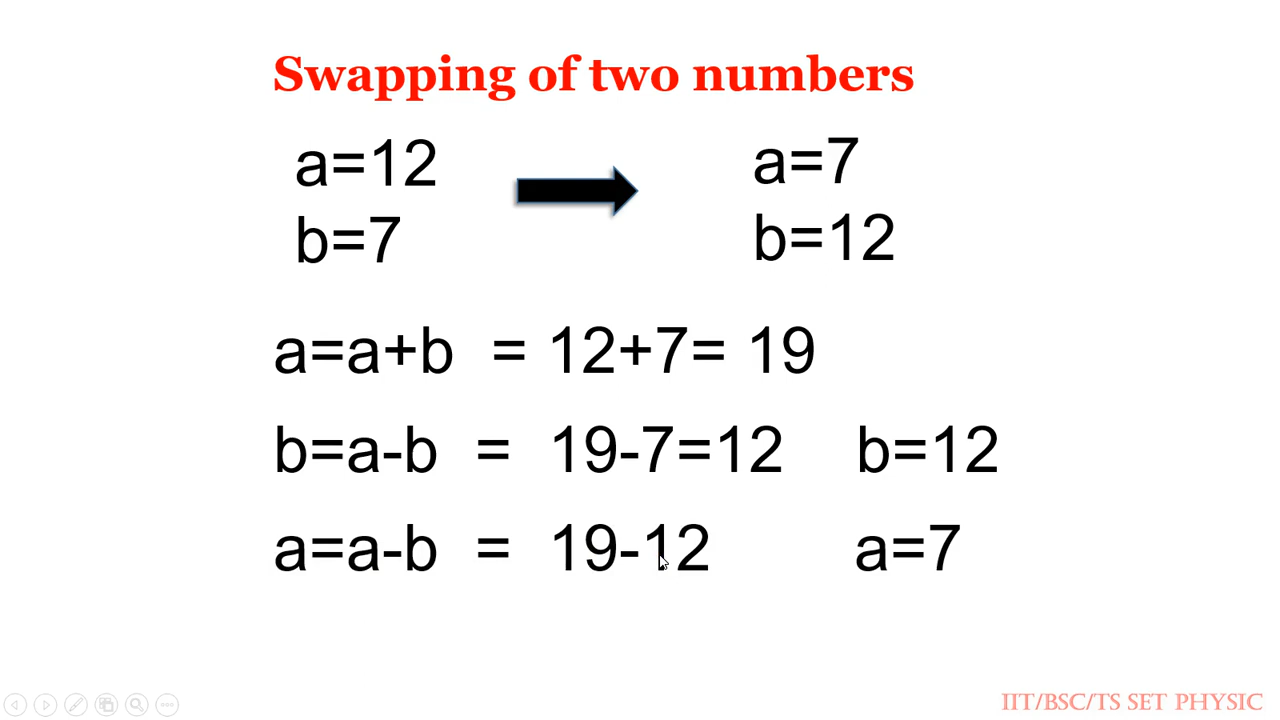 Swapping of two numbers
a=12
b=7
a=7
b=12
a=a+b = 12+7= 19
b=a-b = 19-7=12 b=12
a=a-b = 19-12 a=7
IIT/BSC/TS SET PHYSIC